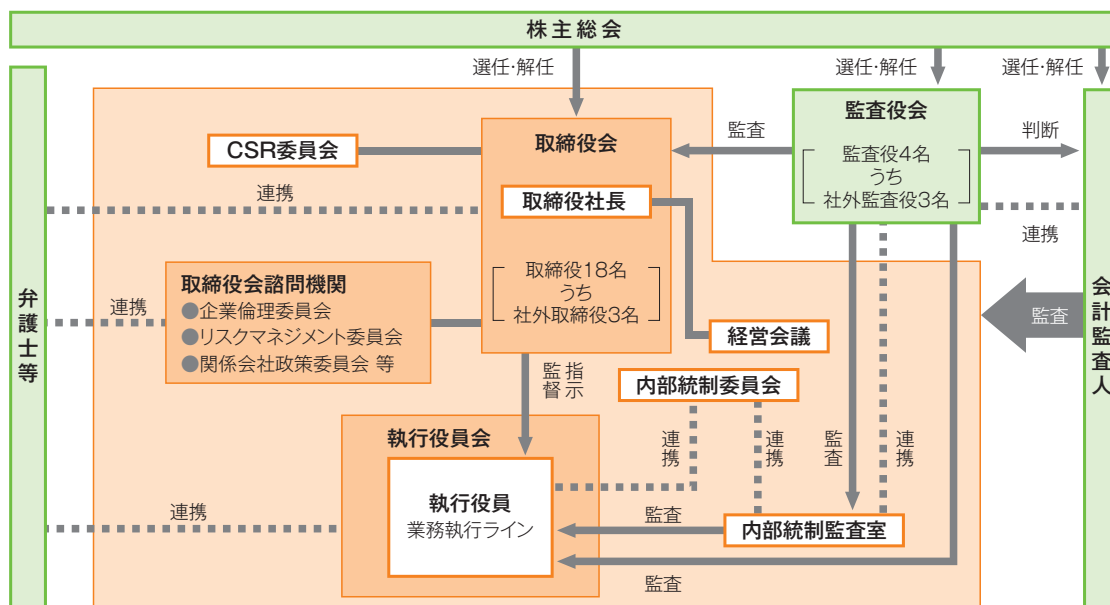 株主総会
選任・解任
選任・解任
選任・解任
弁護士等
会計監査人
監査役会
監査役4名
うち
社外監査役3名
監査
判断
連携
監査
CSR委員会
取締役会
取締役社長
取締役18名
うち
社外取締役3名
連携
連携
取締役会諮問機関
●企業倫理委員会
●リスクマネジメント委員会
●関係会社政策委員会 等
経営会議
指示
監督
内部統制委員会
連携
連携
監査
連携
執行役員会
執行役員
業務執行ライン
連携
監査
内部統制監査室
監査